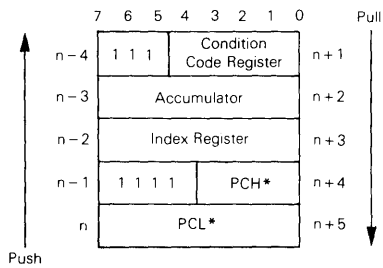 7 6 5 4 3 2 1 0 Pull
n-4 1 1 1 Condition Code Register n+1
n-3 Accumulator n+2
n-2 Index Register n+3
n-1 1 1 1 1 PCH* n+4
n PCL* n+5
Push